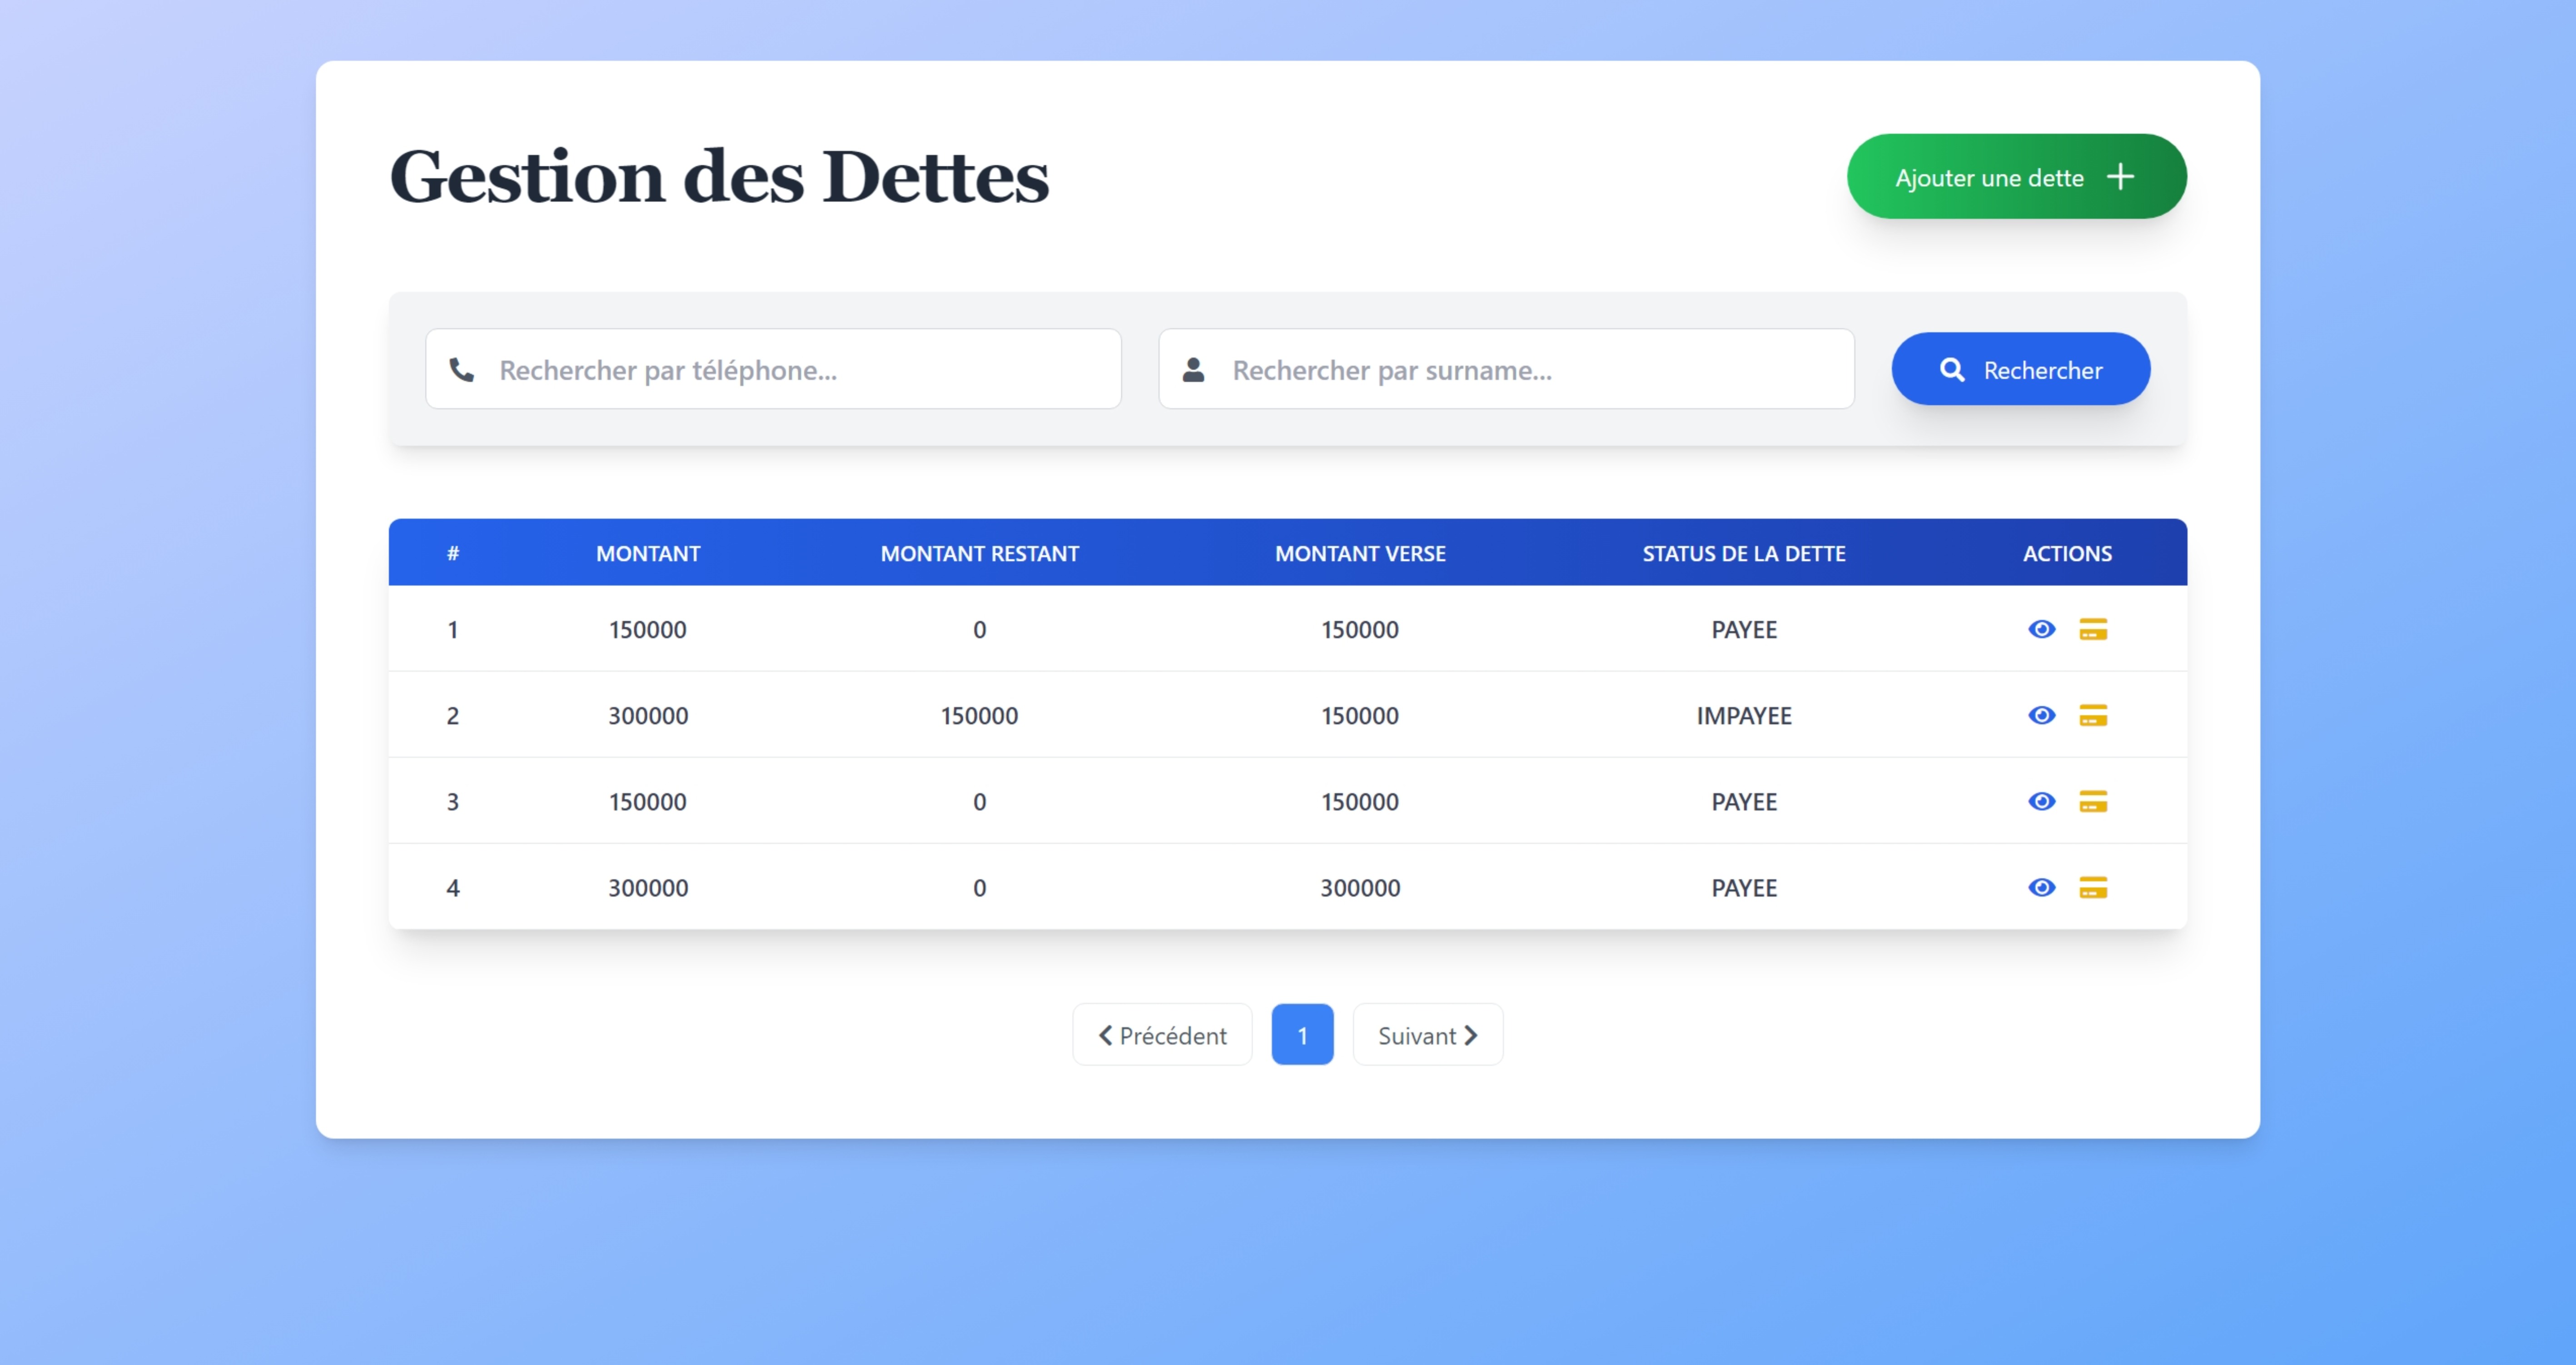 Gestion des Dettes
Ajouter une dette
Rechercher par téléphone...
Rechercher par surname...
Rechercher
# MONTANT MONTANT RESTANT MONTANT VERSE STATUS DE LA DETTE ACTIONS
1 150000 0 150000 PAYEE
2 300000 150000 150000 IMPAYEE
3 150000 0 150000 PAYEE
4 300000 0 300000 PAYEE
Précédent 1 Suivant